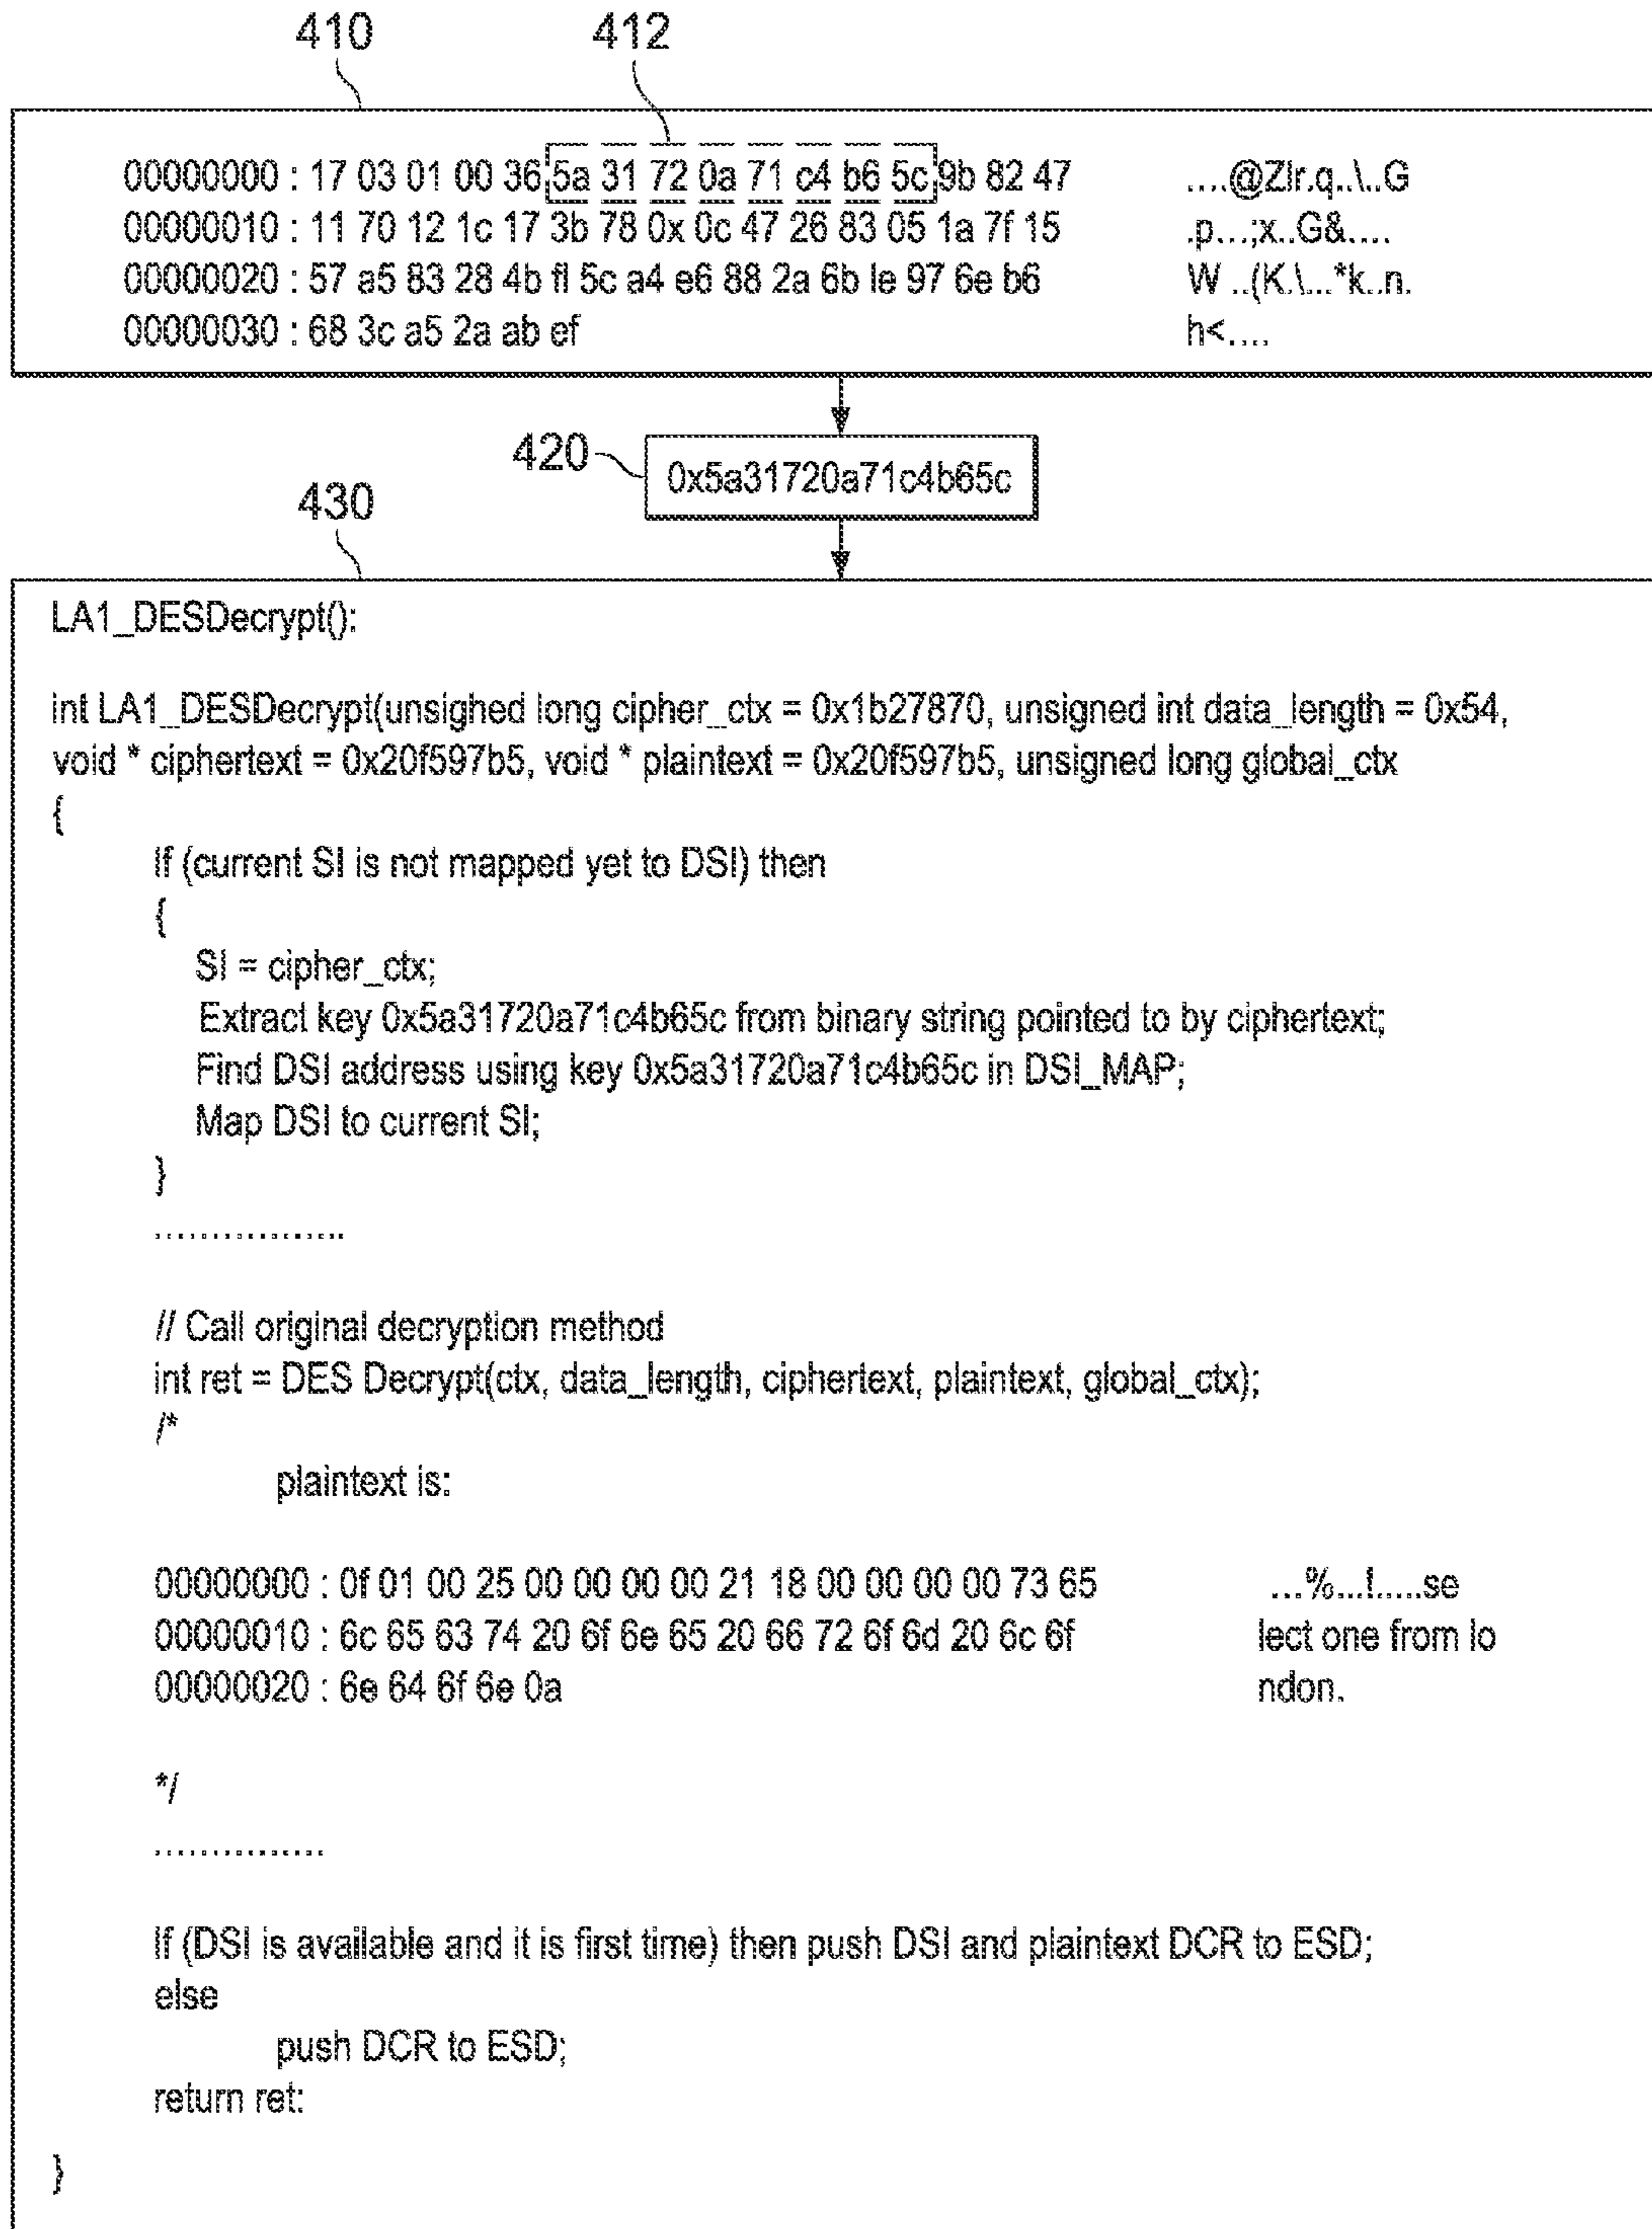 410
412
00000000 : 17 03 01 00 36 5a 31 72 0a 71 c4 b6 5c 9b 82 47 ....@Zlr.q..\..G
00000010 : 11 70 12 1c 17 3b 78 0x 0c 47 26 83 05 1a 7f 15 .p...;x..G&....
00000020 : 57 a5 83 28 4b fl 5c a4 e6 88 2a 6b le 97 6e b6 W ..(K.\...*k..n.
00000030 : 68 3c a5 2a ab ef h<....
420
0x5a31720a71c4b65c
430
LA1_DESDecrypt():
int LA1_DESDecrypt(unsighed long cipher_ctx = 0x1b27870, unsigned int data_length = 0x54,
void * ciphertext = 0x20f597b5, void * plaintext = 0x20f597b5, unsigned long global_ctx
{
If (current SI is not mapped yet to DSI) then
{
SI = cipher_ctx;
Extract key 0x5a31720a71c4b65c from binary string pointed to by ciphertext;
Find DSI address using key 0x5a31720a71c4b65c in DSI_MAP;
Map DSI to current SI;
}
.................
// Call original decryption method
int ret = DES Decrypt(ctx, data_length, ciphertext, plaintext, global_ctx);
/*
plaintext is:
00000000 : 0f 01 00 25 00 00 00 00 21 18 00 00 00 00 73 65 ...%...!.....se
00000010 : 6c 65 63 74 20 6f 6e 65 20 66 72 6f 6d 20 6c 6f lect one from lo
00000020 : 6e 64 6f 6e 0a ndon.
*/
...............
If (DSI is available and it is first time) then push DSI and plaintext DCR to ESD;
else
push DCR to ESD;
return ret:
}